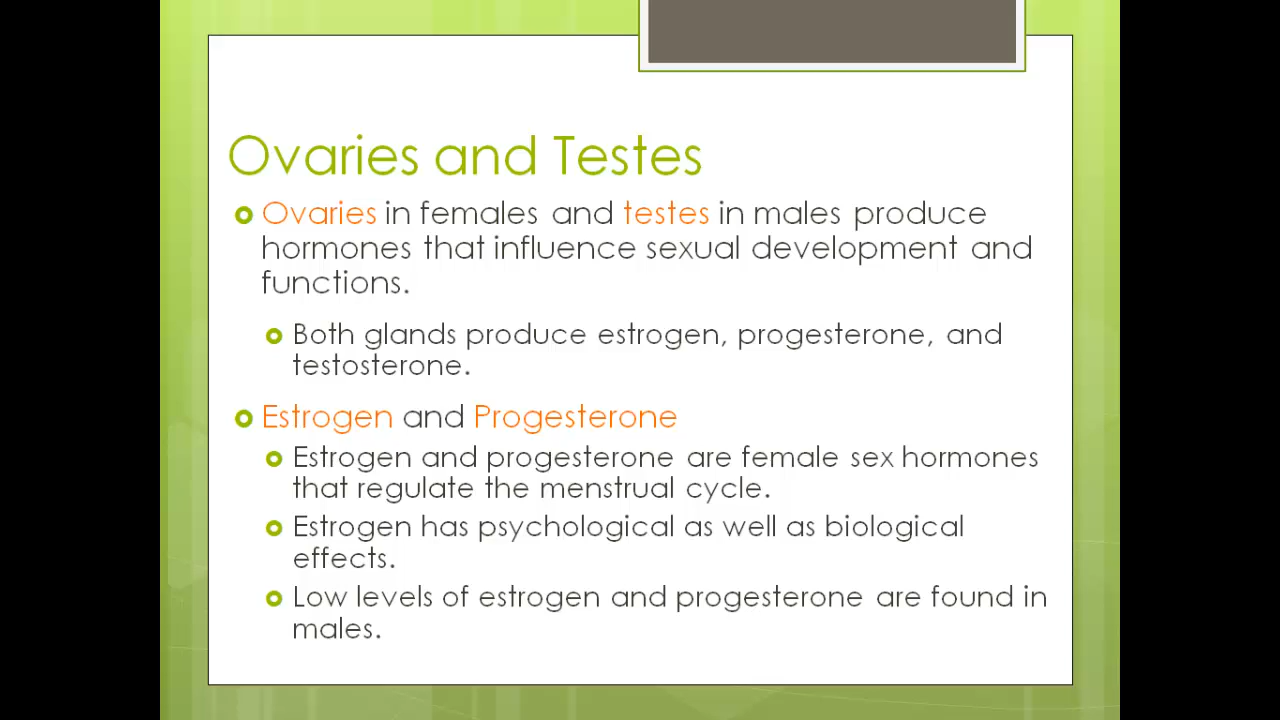 Ovaries and Testes
Ovaries in females and testes in males produce
hormones that influence sexual development and
functions.
Both glands produce estrogen, progesterone, and
testosterone.
Estrogen and Progesterone
Estrogen and progesterone are female sex hormones
that regulate the menstrual cycle.
Estrogen has psychological as well as biological
effects.
Low levels of estrogen and progesterone are found in
males.